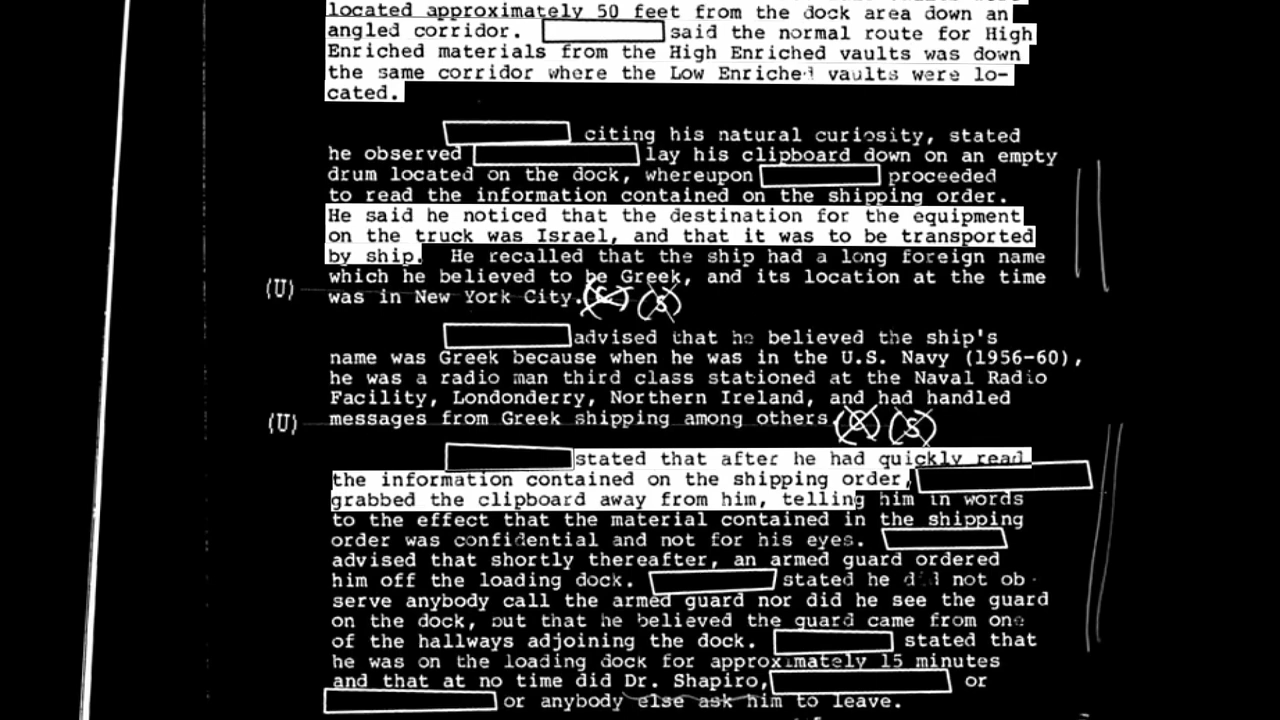 located approximately 50 feet from the dock area down an
angled corridor. said the normal route for High
Enriched materials from the High Enriched vaults was down
the same corridor where the Low Enriched vaults were lo-
cated.
citing his natural curiosity, stated
he observed lay his clipboard down on an empty
drum located on the dock, whereupon proceeded
to read the information contained on the shipping order.
He said he noticed that the destination for the equipment
on the truck was Israel, and that it was to be transported
by ship. He recalled that the ship had a long foreign name
which he believed to be Greek, and its location at the time
(U)
was in New York City. (S)
advised that he believed the ship's
name was Greek because when he was in the U.S. Navy (1956-60),
he was a radio man third class stationed at the Naval Radio
Facility, Londonderry, Northern Ireland, and had handled
(U) messages from Greek shipping among others. (S)
stated that after he had quickly read
the information contained on the shipping order,
grabbed the clipboard away from him, telling him in words
to the effect that the material contained in the shipping
order was confidential and not for his eyes.
advised that shortly thereafter, an armed guard ordered
him off the loading dock. stated he did not ob-
serve anybody call the armed guard nor did he see the guard
on the dock, but that he believed the guard came from one
of the hallways adjoining the dock. stated that
he was on the loading dock for approximately 15 minutes
and that at no time did Dr. Shapiro, or
or anybody else ask him to leave.